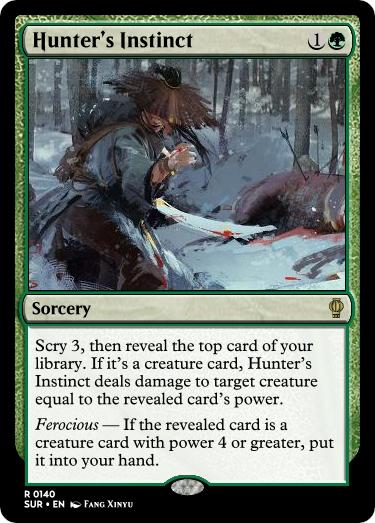 Hunter's Instinct 1
Sorcery
Scry 3, then reveal the top card of your
library. If it's a creature card, Hunter's
Instinct deals damage to target creature
equal to the revealed card's power.
Ferocious — If the revealed card is a
creature card with power 4 or greater, put
it into your hand.
R 0140
SUR • EN Fang Xinyu